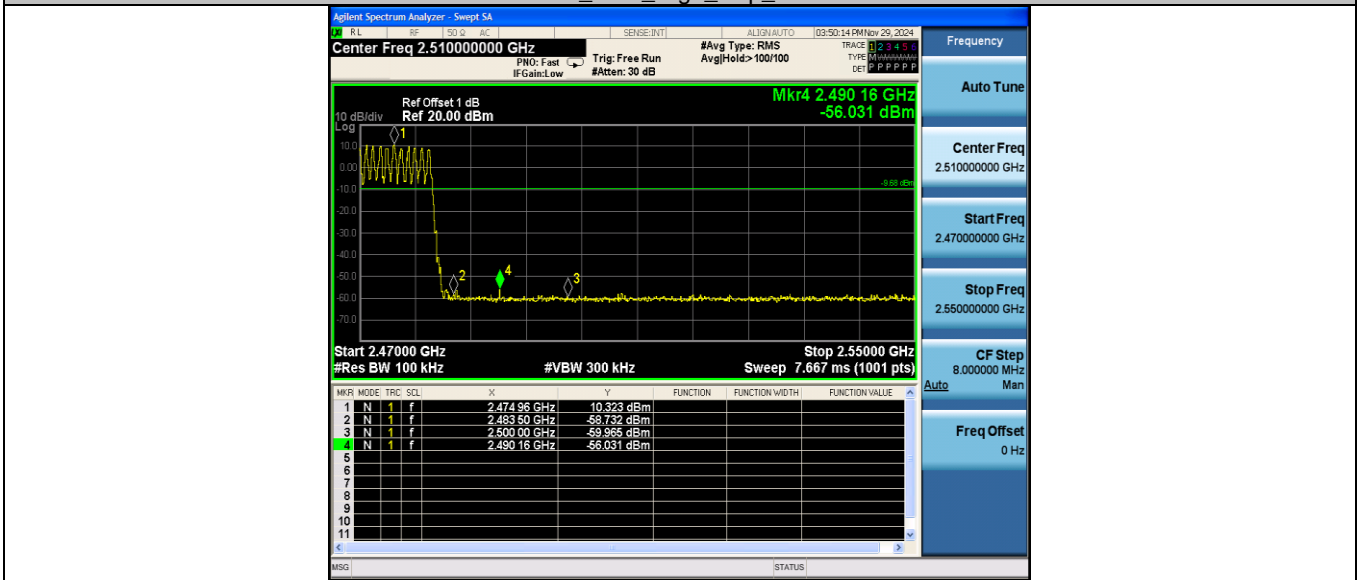 Agilent Spectrum Analyzer - Swept SA
RL RF 50 Ω AC SENSE:INT ALIGNAUTO 03:50:14 PM Nov 29, 2024
Center Freq 2.510000000 GHz
PNO: Fast
IFGain:Low
Trig: Free Run
#Atten: 30 dB
#Avg Type: RMS
Avg|Hold>100/100
TRACE 1 2 3 4 5 6
TYPE M
DET P P P P P P
Ref Offset 1 dB
Ref 20.00 dBm
10 dB/div
Log
Mkr4 2.490 16 GHz
-56.031 dBm
10.0
0.00
-10.0
-20.0
-30.0
-40.0
-50.0
-60.0
-70.0
1
2
4
3
-9.68 dBm
Start 2.47000 GHz
Stop 2.55000 GHz
#Res BW 100 kHz
#VBW 300 kHz
Sweep 7.667 ms (1001 pts)
MKR MODE TRC SCL X Y FUNCTION FUNCTION WIDTH FUNCTION VALUE
1 N 1 f 2.474 96 GHz 10.323 dBm
2 N 1 f 2.483 50 GHz -58.732 dBm
3 N 1 f 2.500 00 GHz -59.965 dBm
4 N 1 f 2.490 16 GHz -56.031 dBm
5
6
7
8
9
10
11
MSG
STATUS
Frequency
Auto Tune
Center Freq
2.510000000 GHz
Start Freq
2.470000000 GHz
Stop Freq
2.550000000 GHz
CF Step
8.000000 MHz
Auto Man
Freq Offset
0 Hz